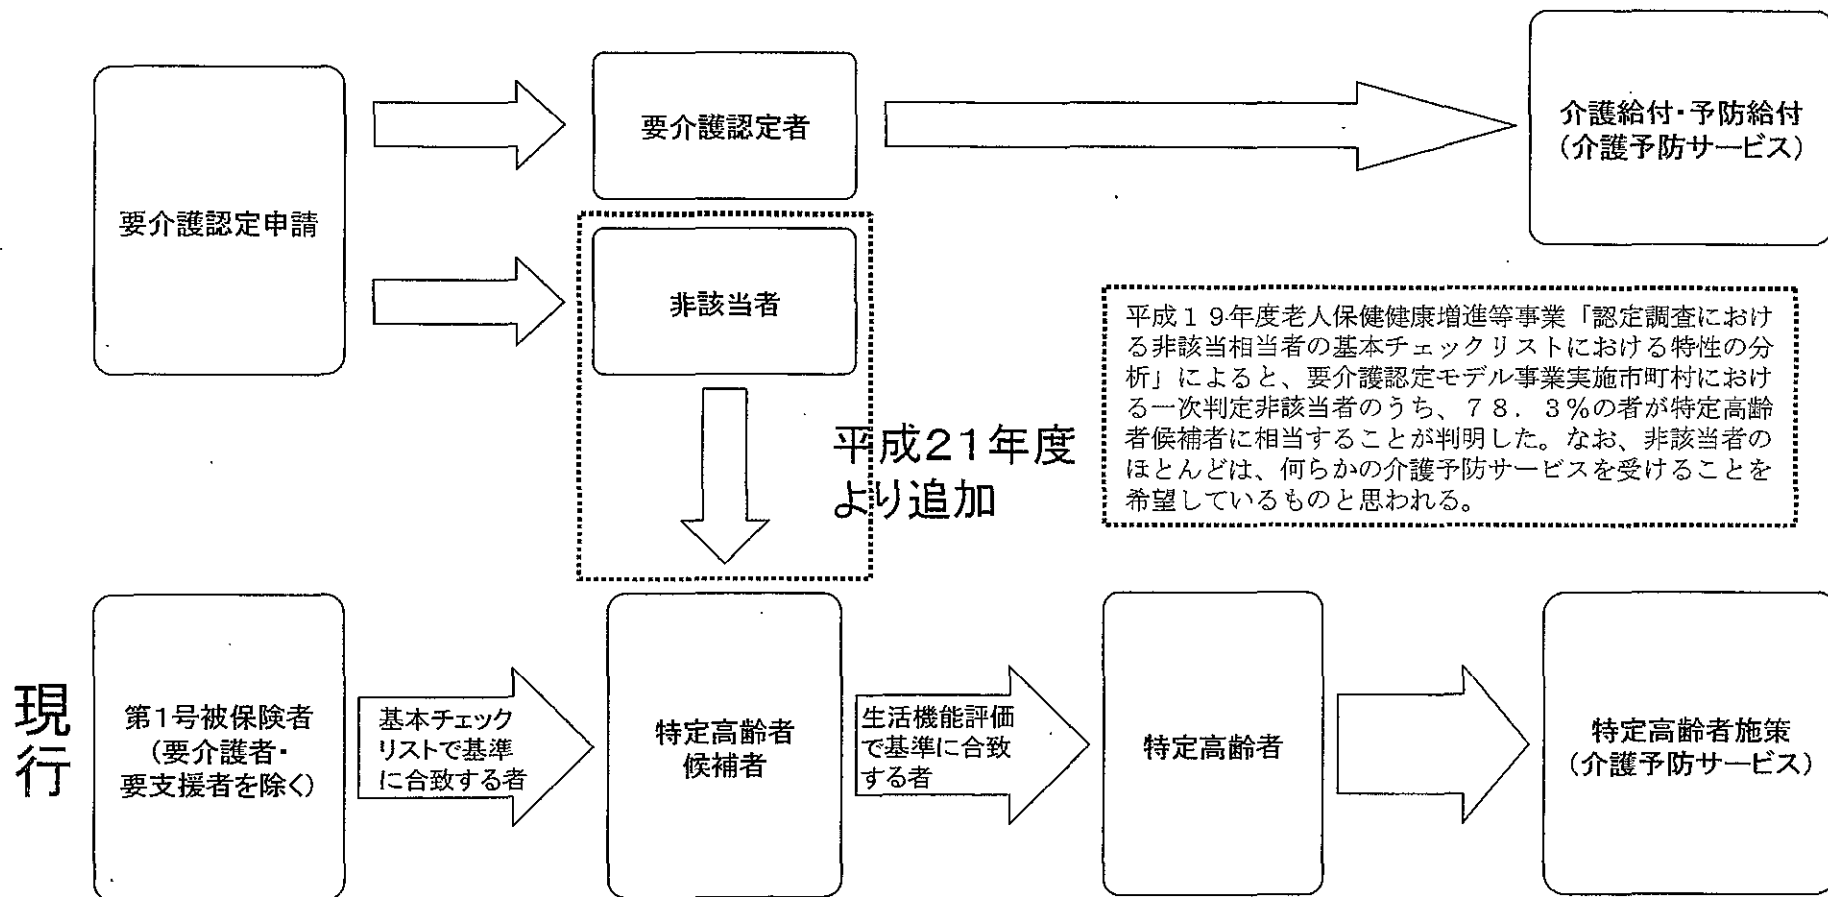 要介護認定申請
要介護認定者
介護給付・予防給付
(介護予防サービス)
非該当者
平成21年度
より追加
平成19年度老人保健健康増進等事業「認定調査におけ
る非該当相当者の基本チェックリストにおける特性の分
析」によると、要介護認定モデル事業実施市町村におけ
る一次判定非該当者のうち、78.3%の者が特定高齢
者候補者に相当することが判明した。なお、非該当者の
ほとんどは、何らかの介護予防サービスを受けることを
希望しているものと思われる。
現
行
第1号被保険者
(要介護者・
要支援者を除く)
基本チェック
リストで基準
に合致する者
特定高齢者
候補者
生活機能評価
で基準に合致
する者
特定高齢者
特定高齢者施策
(介護予防サービス)